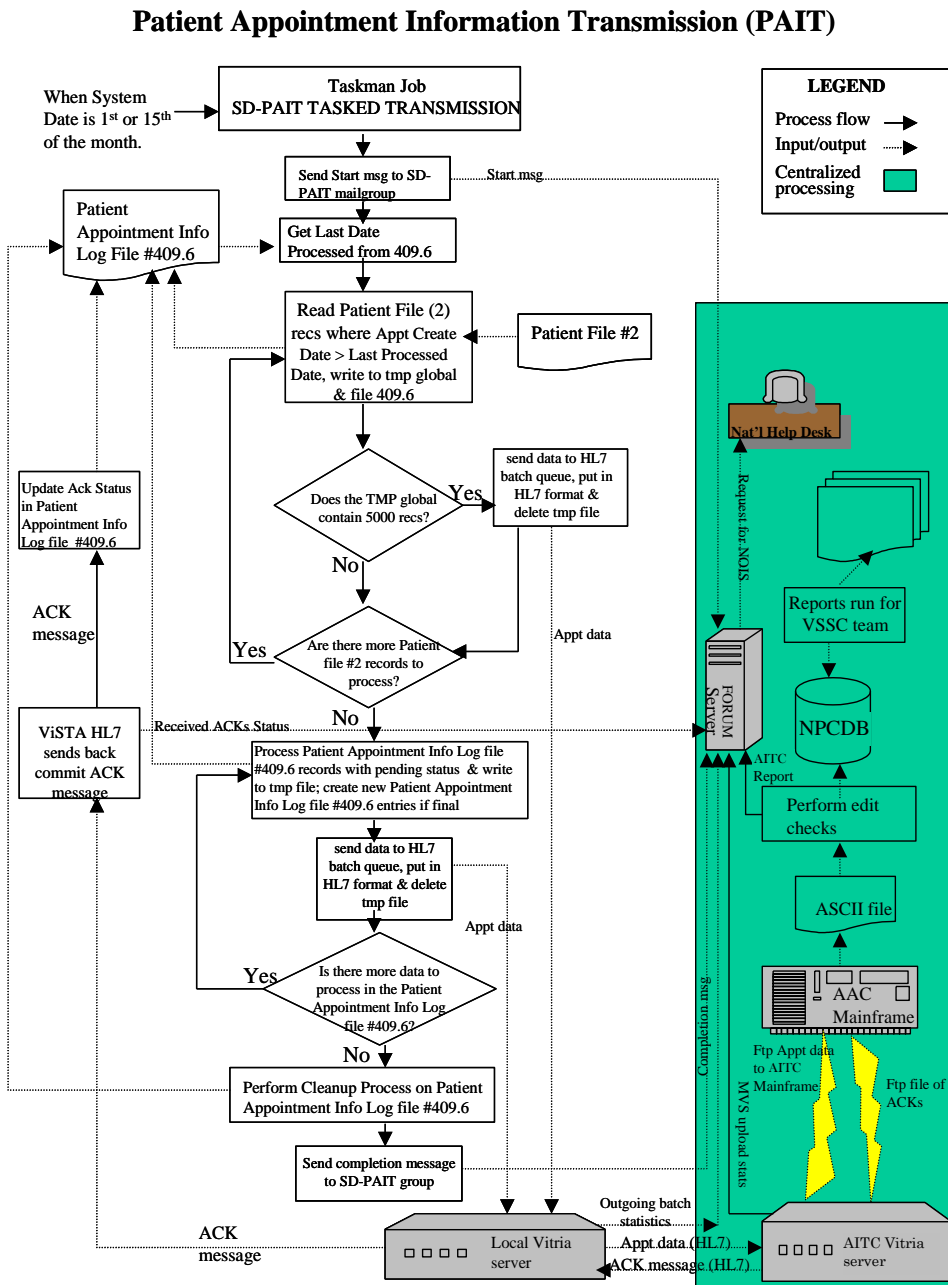 Patient Appointment Information Transmission (PAIT)
When System
Date is 1st or 15th
of the month.
Taskman Job
SD-PAIT TASKED TRANSMISSION
LEGEND
Process flow
Input/output
Centralized
processing
Send Start msg to SD-
PAIT mailgroup
Start msg
Patient
Appointment Info
Log File #409.6
Get Last Date
Processed from 409.6
Read Patient File (2)
recs where Appt Create
Date > Last Processed
Date, write to tmp global
& file 409.6
Patient File #2
Nat'l Help Desk
Request for NOIS
Update Ack Status
in Patient
Appointment Info
Log file #409.6
Does the TMP global
contain 5000 recs?
Yes
send data to HL7
batch queue, put in
HL7 format &
delete tmp file
No
ACK
message
Yes
Are there more Patient
file #2 records to
process?
Appt data
Reports run for
VSSC team
FORUM
Server
NPCDB
No
ViSTA HL7
sends back
commit ACK
message
Received ACKs Status
Process Patient Appointment Info Log file
#409.6 records with pending status & write
to tmp file; create new Patient Appointment
Info Log file #409.6 entries if final
AITC
Report
Perform edit
checks
send data to HL7
batch queue, put in
HL7 format & delete
tmp file
Appt data
ASCII file
Yes
Is there more data to
process in the Patient
Appointment Info Log
file #409.6?
AAC
Mainframe
No
Completion msg
Ftp Appt data
to AITC
Mainframe
Ftp file of
ACKs
MVS upload stats
Perform Cleanup Process on Patient
Appointment Info Log file #409.6
Send completion message
to SD-PAIT group
Outgoing batch
statistics
ACK
message
Local Vitria
server
Appt data (HL7)
ACK message (HL7)
AITC Vitria
server